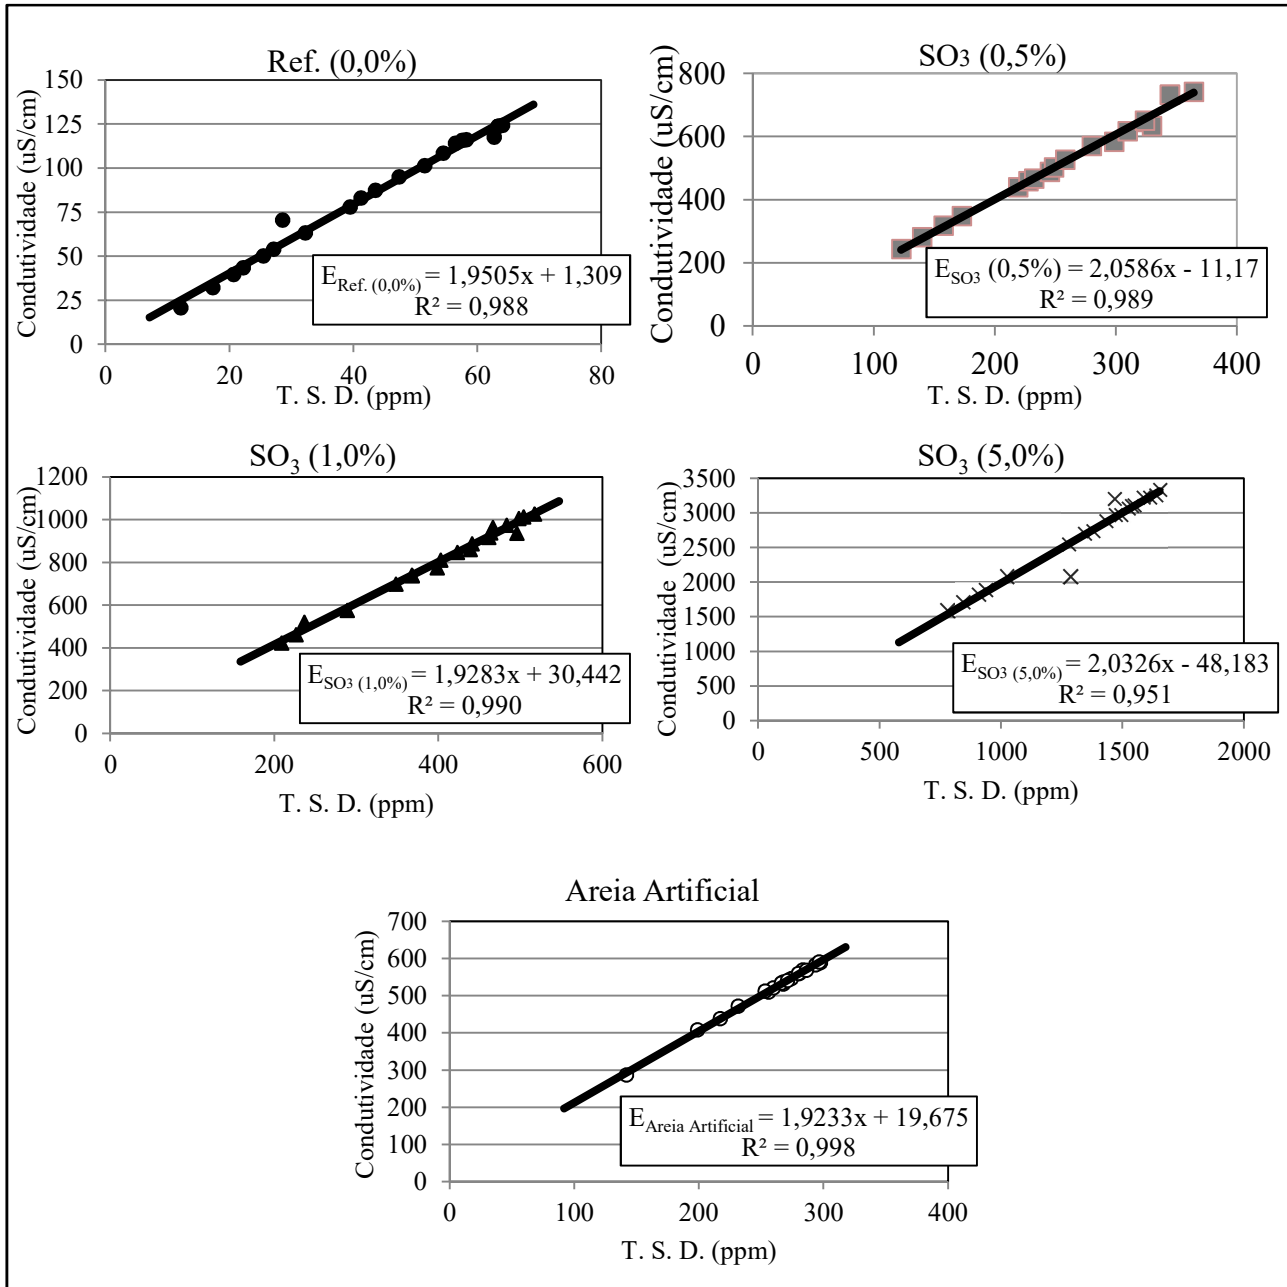 Ref. (0,0%)
Condutividade (uS/cm)
150
125
100
75
50
25
0
E Ref. (0,0%) = 1,9505x + 1,309
R² = 0,988
0 20 40 60 80
T. S. D. (ppm)
SO3 (0,5%)
Condutividade (uS/cm)
800
600
400
200
0
E SO3 (0,5%) = 2,0586x - 11,17
R² = 0,989
0 100 200 300 400
T. S. D. (ppm)
SO3 (1,0%)
Condutividade (uS/cm)
1200
1000
800
600
400
200
0
E SO3 (1,0%) = 1,9283x + 30,442
R² = 0,990
0 200 400 600
T. S. D. (ppm)
SO3 (5,0%)
Condutividade (uS/cm)
3500
3000
2500
2000
1500
1000
500
0
E SO3 (5,0%) = 2,0326x - 48,183
R² = 0,951
0 500 1000 1500 2000
T. S. D. (ppm)
Areia Artificial
Condutividade (uS/cm)
700
600
500
400
300
200
100
0
E Areia Artificial = 1,9233x + 19,675
R² = 0,998
0 100 200 300 400
T. S. D. (ppm)